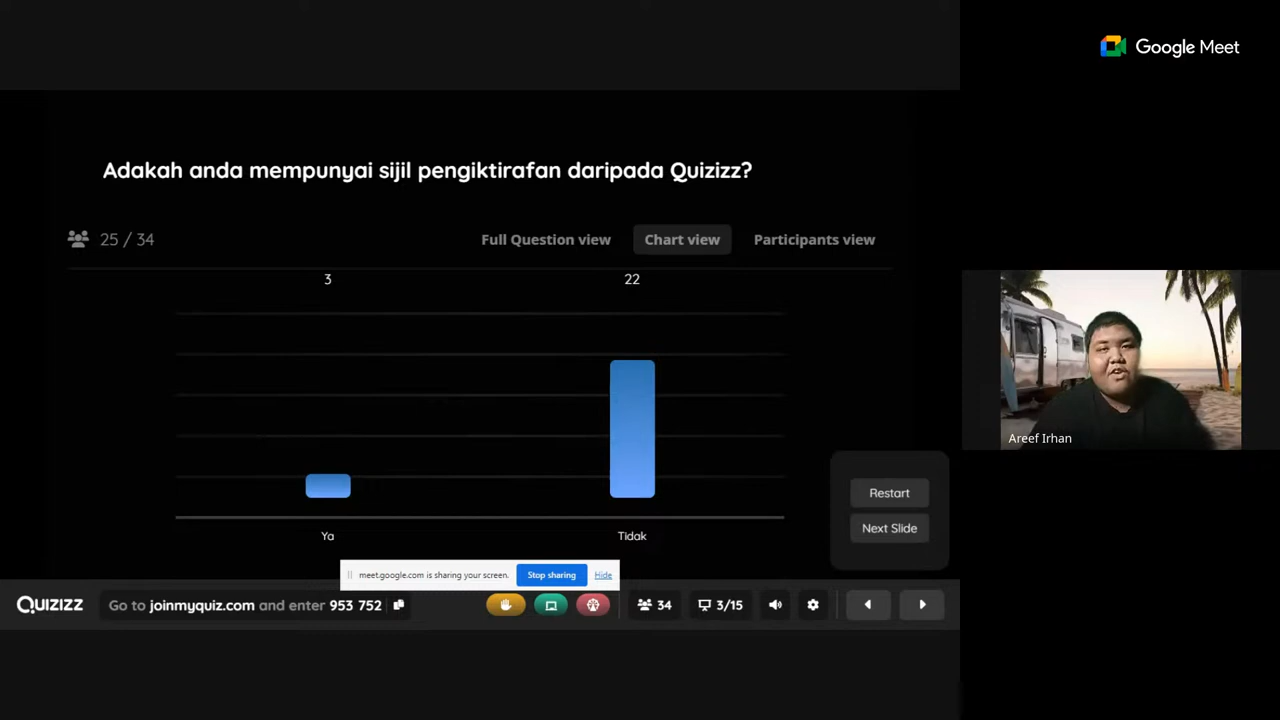 Google Meet
Adakah anda mempunyai sijil pengiktirafan daripada Quizizz?
25 / 34
Full Question view
Chart view
Participants view
3
22
Ya
Tidak
Areef Irhan
Restart
Next Slide
meet.google.com is sharing your screen.
Stop sharing
Hide
QUIZIZZ
Go to joinmyquiz.com and enter 953 752
34
3/15